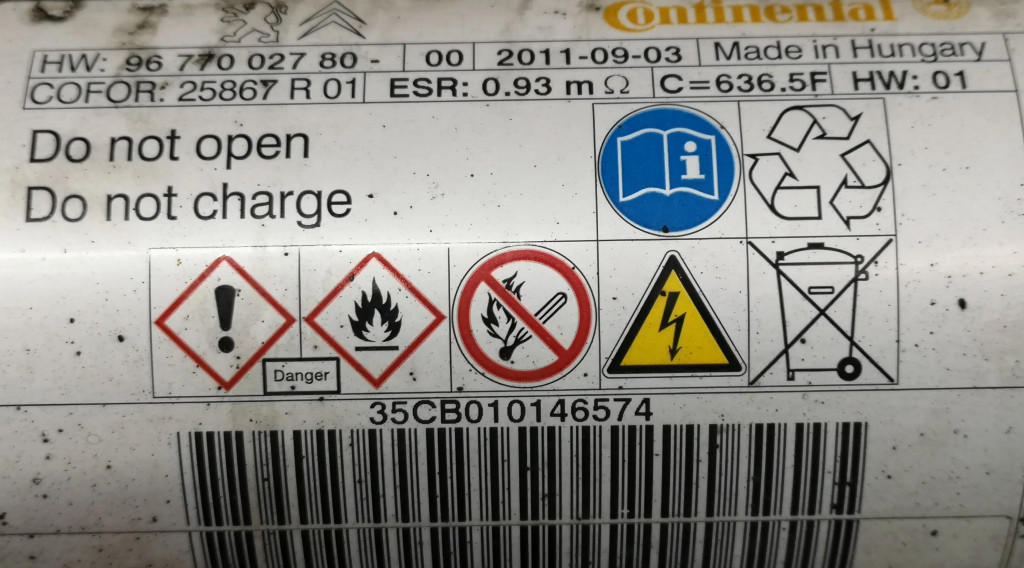 Continental
HW: 96 770 027 80 - 00 2011-09-03 Made in Hungary
COFOR: 25867 R 01 ESR: 0.93 m Ω C=636.5F HW: 01
Do not open
Do not charge
i
Danger
35CB010146574